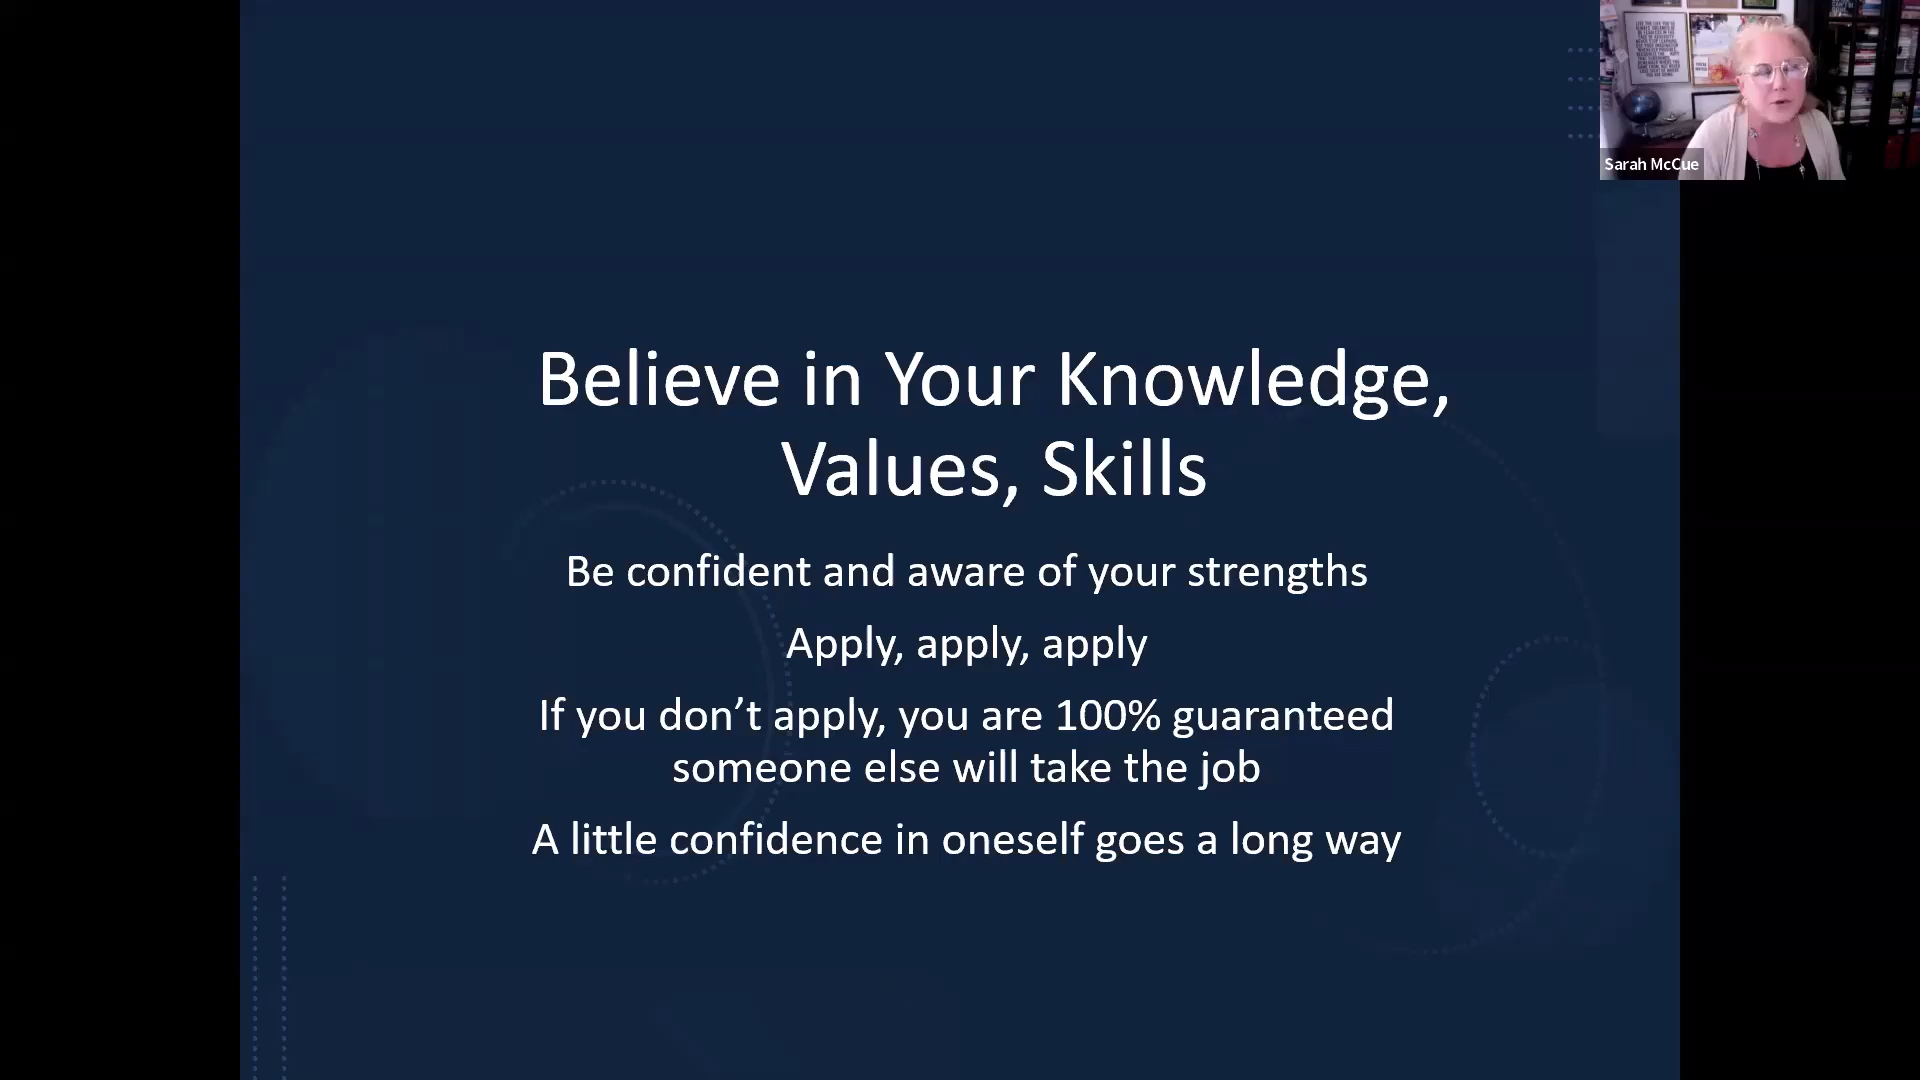 Believe in Your Knowledge,
Values, Skills
Be confident and aware of your strengths
Apply, apply, apply
If you don’t apply, you are 100% guaranteed
someone else will take the job
A little confidence in oneself goes a long way
Sarah McCue